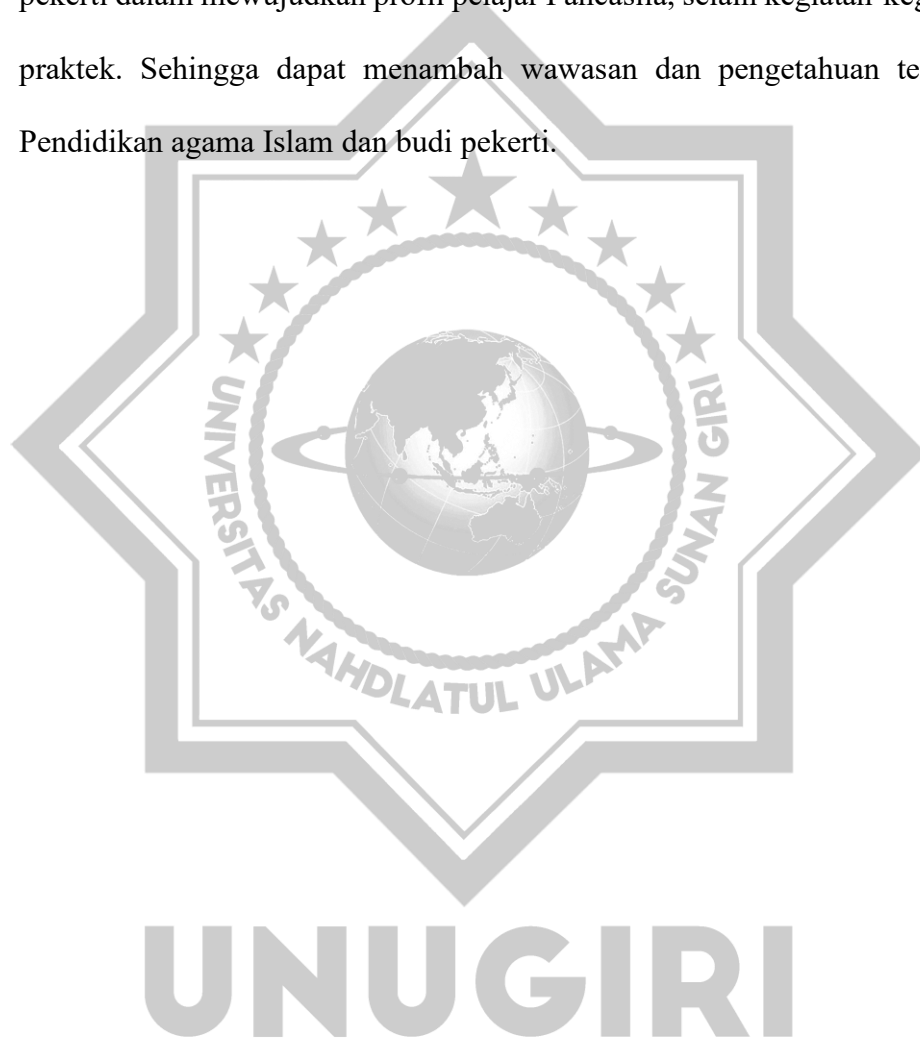 pekerti dalam mewujudkan profil pelajar Pancasila, selain kegiatan
praktek. Sehingga dapat menambah wawasan dan pengetahuan
Pendidikan agama Islam dan budi pekerti.
UNIVERSITAS NAHDLATUL ULAMA SUNAN GIRI
UNUGIRI